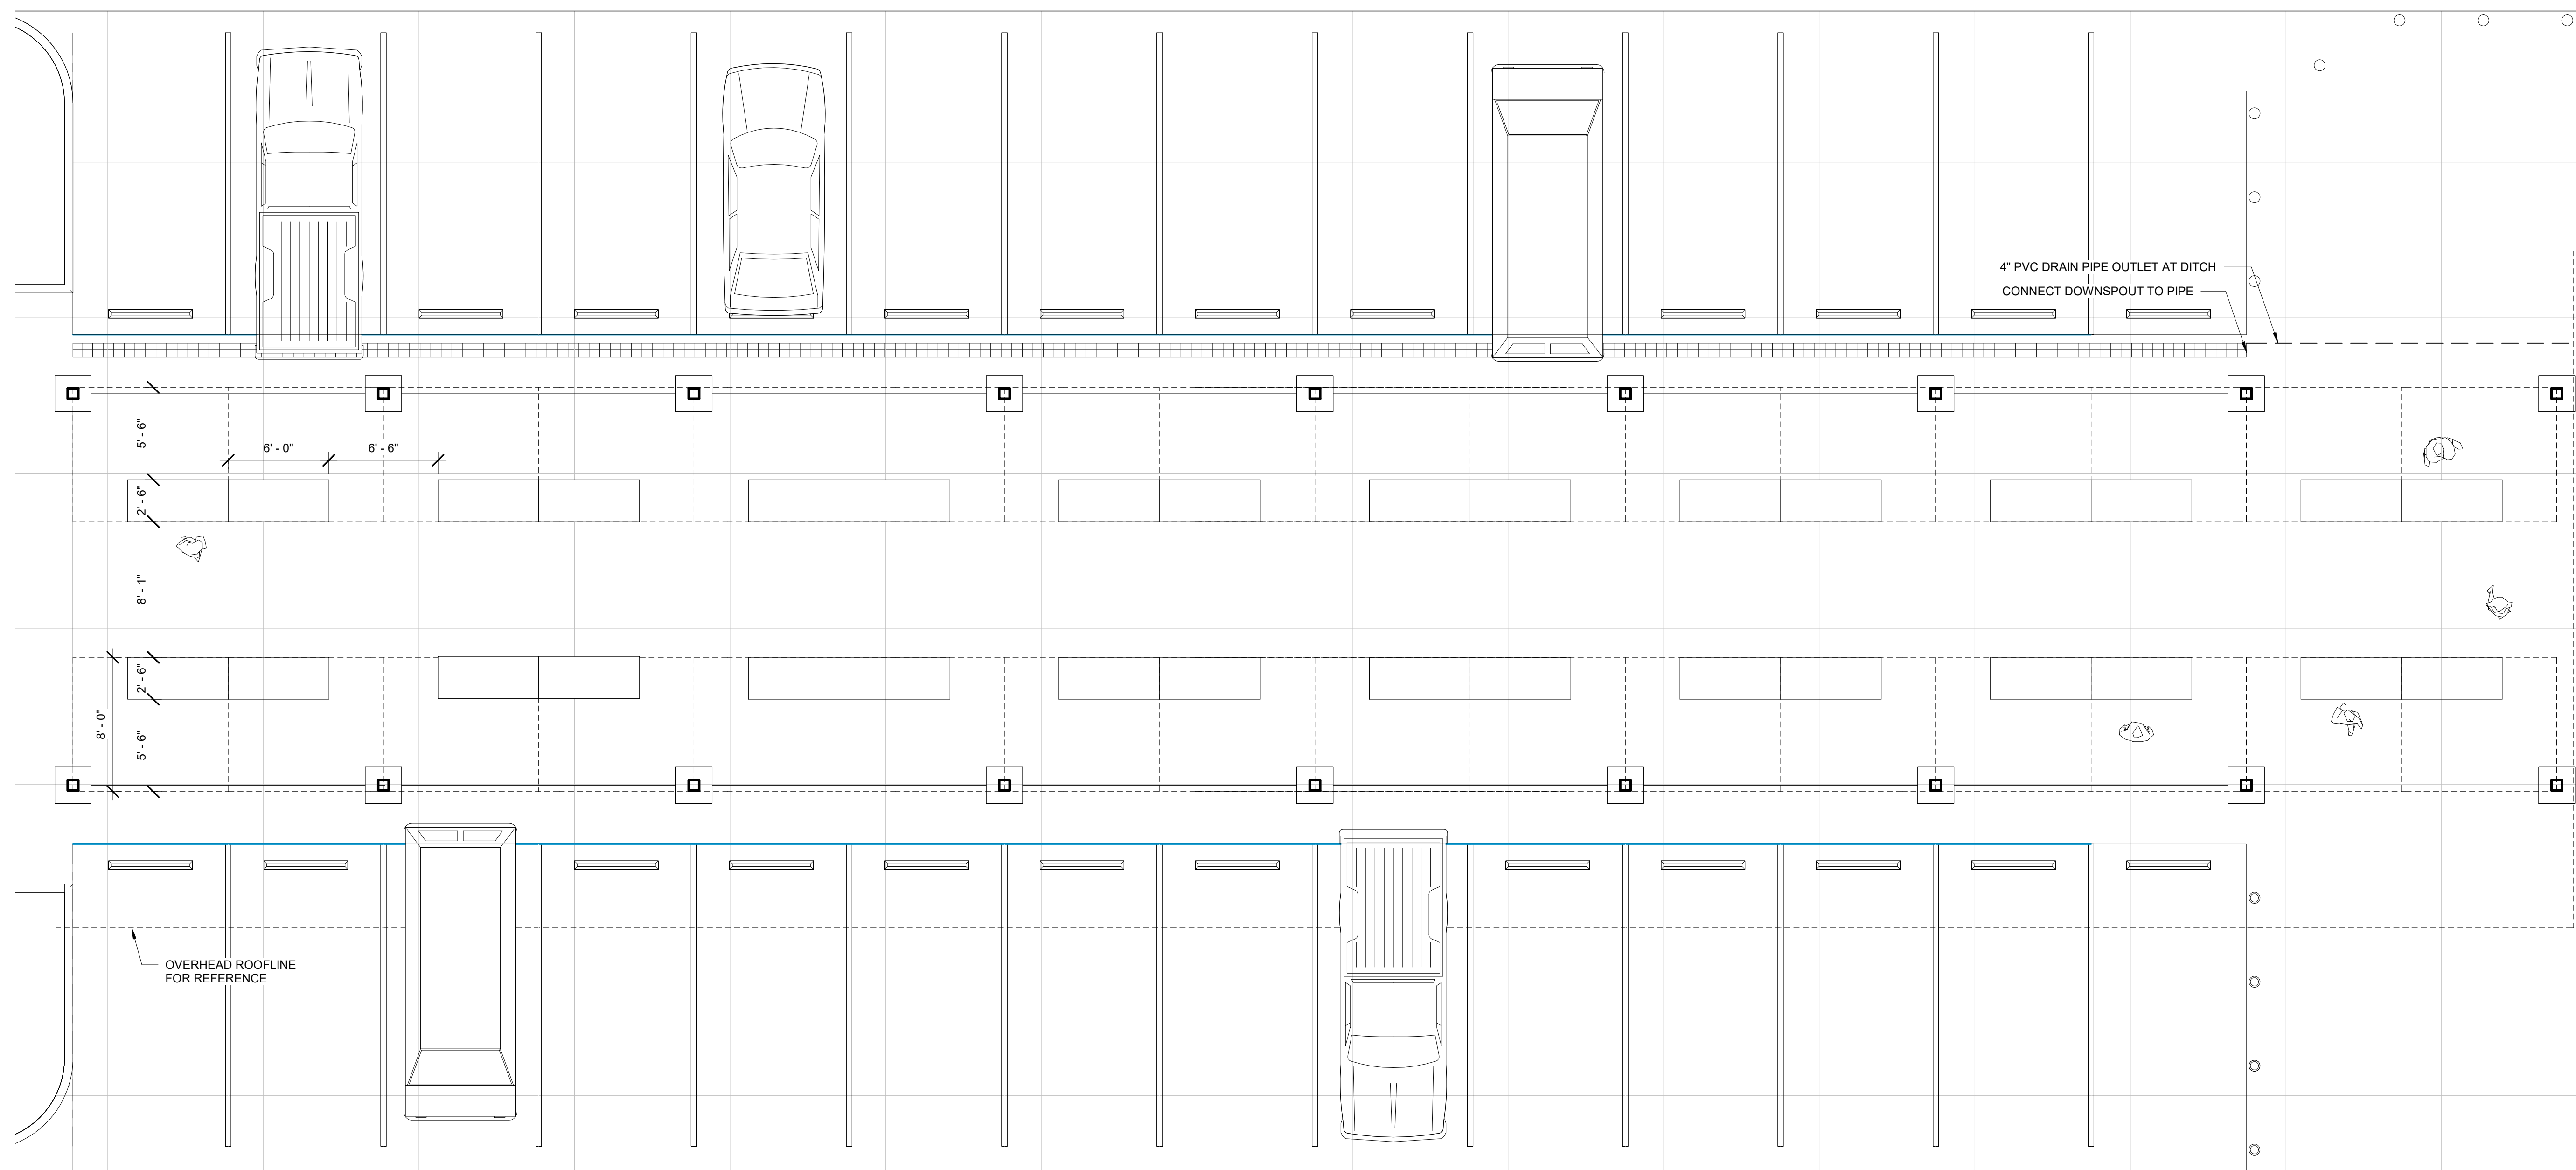 4" PVC DRAIN PIPE OUTLET AT DITCH
CONNECT DOWNSPOUT TO PIPE
5' - 6"
6' - 0"
6' - 6"
2' - 6"
8' - 1"
2' - 6"
8' - 0"
5' - 6"
OVERHEAD ROOFLINE
FOR REFERENCE